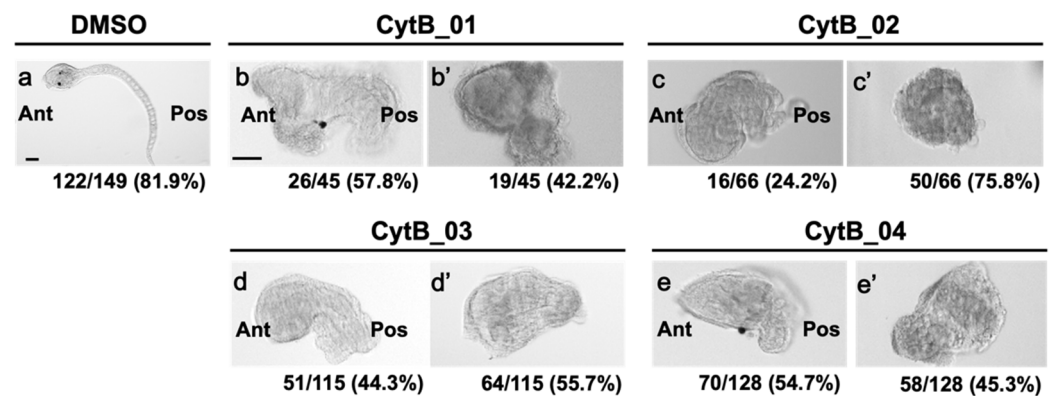 DMSO
CytB_01
CytB_02
a
Ant
Pos
b
Ant
Pos
b'
c
Ant
Pos
c'
122/149 (81.9%)
26/45 (57.8%)
19/45 (42.2%)
16/66 (24.2%)
50/66 (75.8%)
CytB_03
CytB_04
d
Ant
Pos
d'
e
Ant
Pos
e'
51/115 (44.3%)
64/115 (55.7%)
70/128 (54.7%)
58/128 (45.3%)